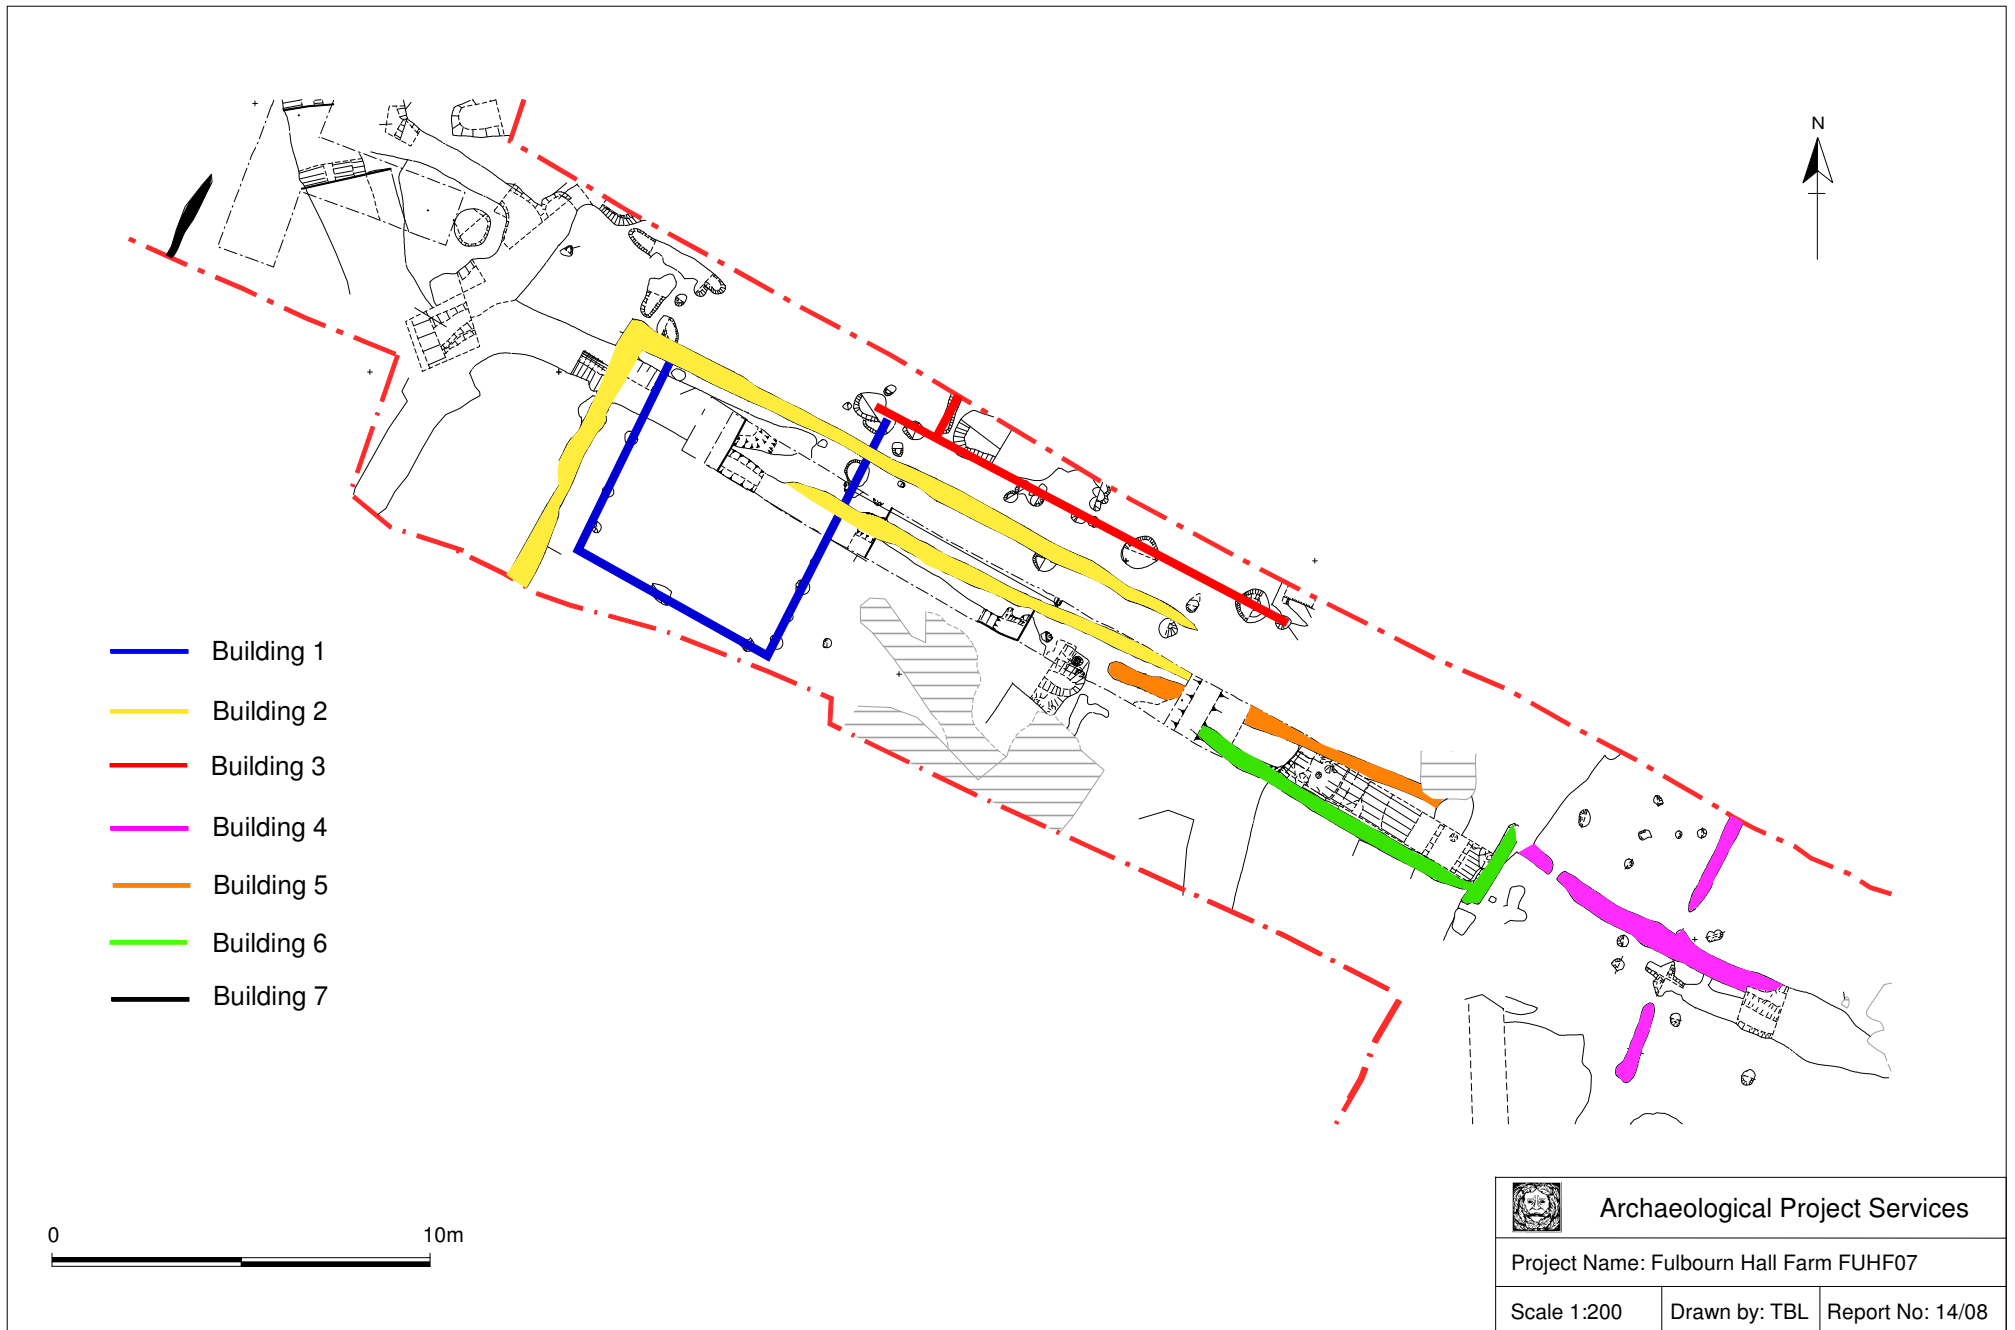 N
Building 1
Building 2
Building 3
Building 4
Building 5
Building 6
Building 7
0 10m
Archaeological Project Services
Project Name: Fulbourn Hall Farm FUHF07
Scale 1:200 Drawn by: TBL Report No: 14/08